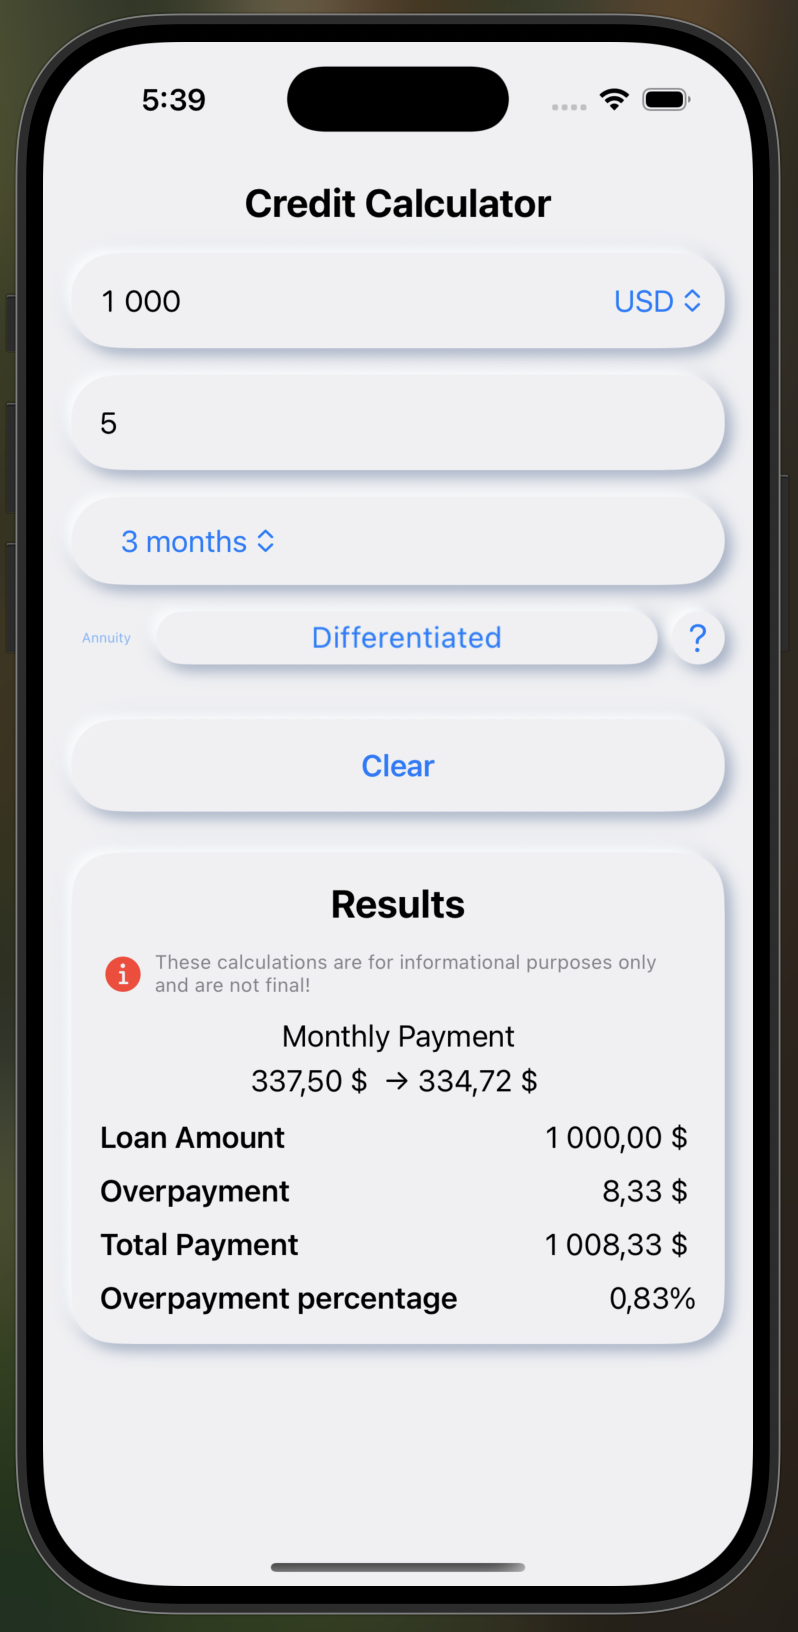 5:39
Credit Calculator
1 000 USD
5
3 months
Annuity Differentiated ?
Clear
Results
These calculations are for informational purposes only
and are not final!
Monthly Payment
337,50 $ → 334,72 $
Loan Amount 1 000,00 $
Overpayment 8,33 $
Total Payment 1 008,33 $
Overpayment percentage 0,83%